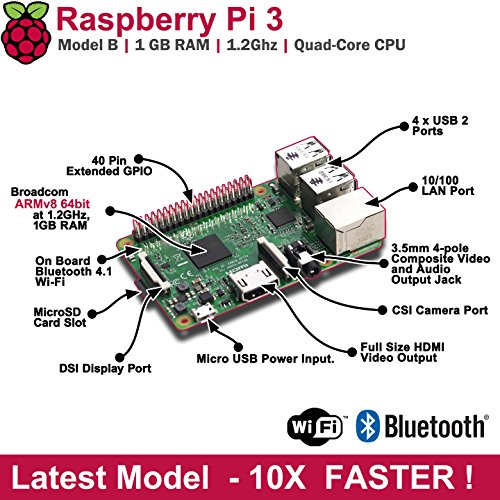 Raspberry Pi 3
Model B | 1 GB RAM | 1.2Ghz | Quad-Core CPU
4 x USB 2
Ports
40 Pin
Extended GPIO
10/100
LAN Port
Broadcom
ARMv8 64bit
at 1.2GHz,
1GB RAM
3.5mm 4-pole
Composite Video
and Audio
Output Jack
On Board
Bluetooth 4.1
Wi-Fi
MicroSD
Card Slot
CSI Camera Port
DSI Display Port
Micro USB Power Input.
Full Size HDMI
Video Output
HDMI
Wi Fi™
Bluetooth®
Latest Model - 10X FASTER !